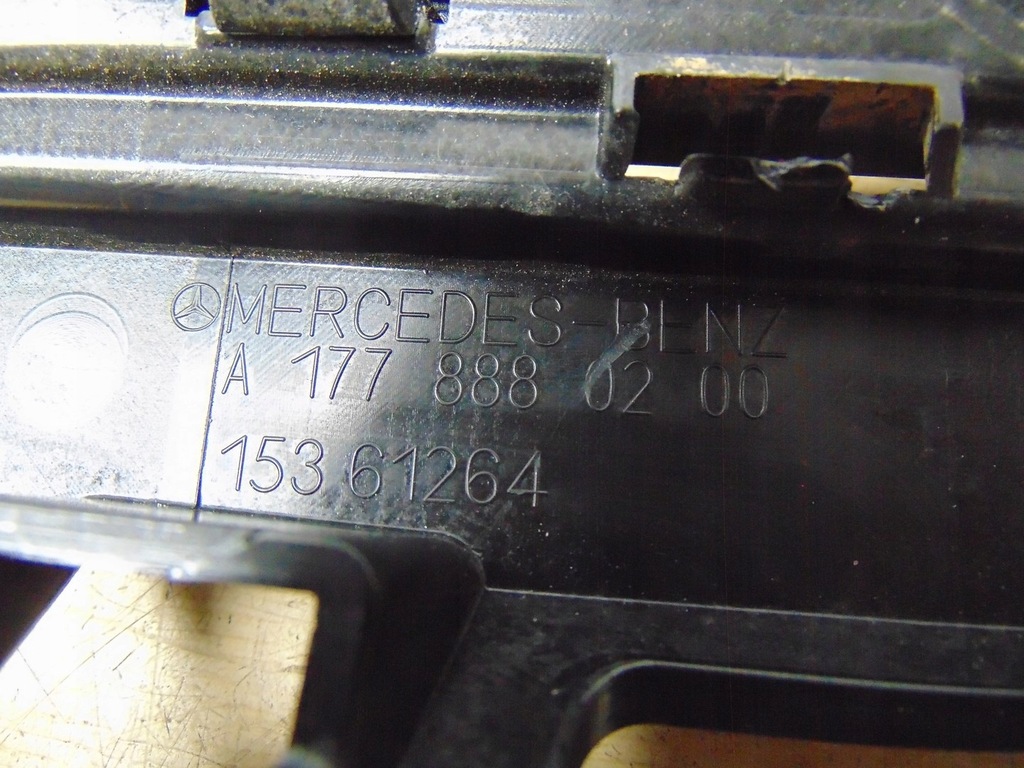 MERCEDES-BENZ
A 177 888 02 00
153 61264